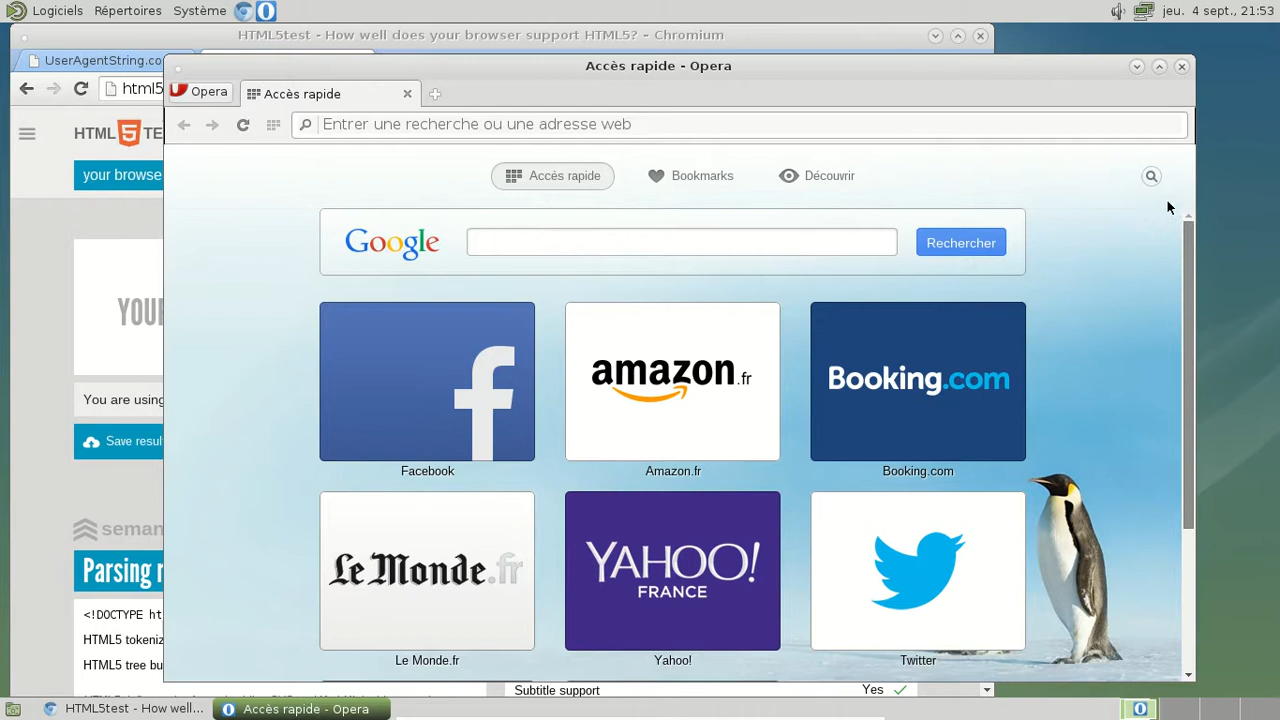 Logiciels Répertoires Système jeu. 4 sept., 21:53
HTML5test - How well does your browser support HTML5? - Chromium
UserAgentString.co
html5
Accès rapide - Opera
Opera Accès rapide
Entrer une recherche ou une adresse web
HTML 5 TE
your browse
Accès rapide Bookmarks Découvrir
Google Rechercher
YOU
You are using
Save resul
Facebook
amazon.fr
Amazon.fr
Booking.com
Booking.com
seman
Parsing r
<!DOCTYPE ht
HTML5 tokeniz
HTML5 tree bu
Le Monde.fr
Le Monde.fr
YAHOO!
FRANCE
Yahoo!
Twitter
Subtitle support Yes
HTML5test - How well... Accès rapide - Opera